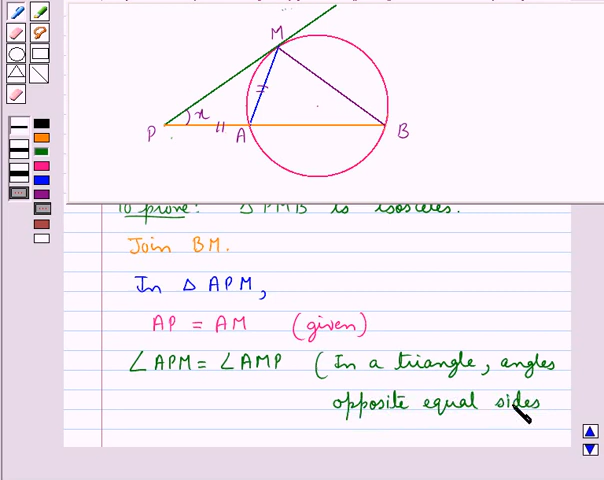 M
x
P
A
B
To prove: Δ PMB is isosceles.
Join BM.
In Δ APM,
AP = AM (given)
∠APM = ∠AMP (In a triangle, angles
opposite equal sides